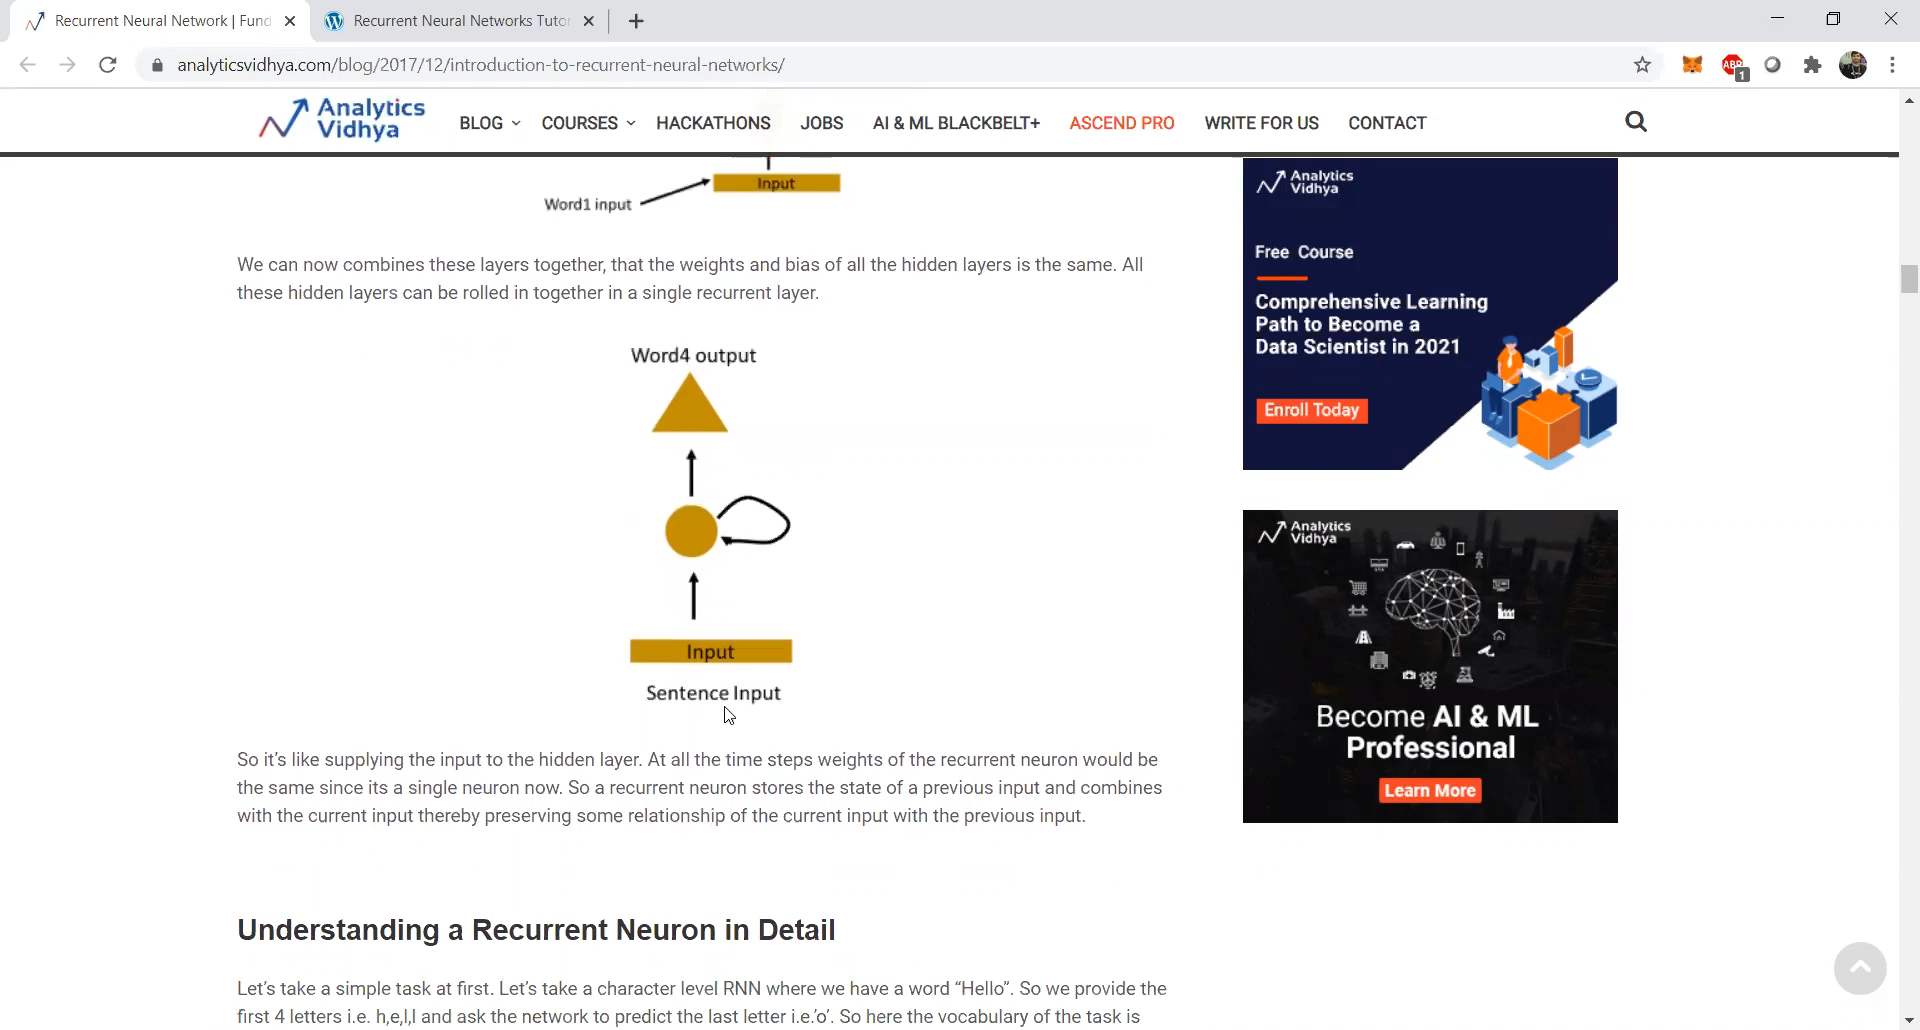 Recurrent Neural Network | Fund
Recurrent Neural Networks Tutor
analyticsvidhya.com/blog/2017/12/introduction-to-recurrent-neural-networks/
ABP
1
Analytics
Vidhya
BLOG
COURSES
HACKATHONS
JOBS
AI & ML BLACKBELT+
ASCEND PRO
WRITE FOR US
CONTACT
Input
Word1 input
We can now combines these layers together, that the weights and bias of all the hidden layers is the same. All
these hidden layers can be rolled in together in a single recurrent layer.
Word4 output
Input
Sentence Input
So it’s like supplying the input to the hidden layer. At all the time steps weights of the recurrent neuron would be
the same since its a single neuron now. So a recurrent neuron stores the state of a previous input and combines
with the current input thereby preserving some relationship of the current input with the previous input.
Understanding a Recurrent Neuron in Detail
Let’s take a simple task at first. Let’s take a character level RNN where we have a word “Hello”. So we provide the
first 4 letters i.e. h,e,l,l and ask the network to predict the last letter i.e.’o’. So here the vocabulary of the task is
Analytics
Vidhya
Free Course
Comprehensive Learning
Path to Become a
Data Scientist in 2021
Enroll Today
Analytics
Vidhya
Become AI & ML
Professional
Learn More